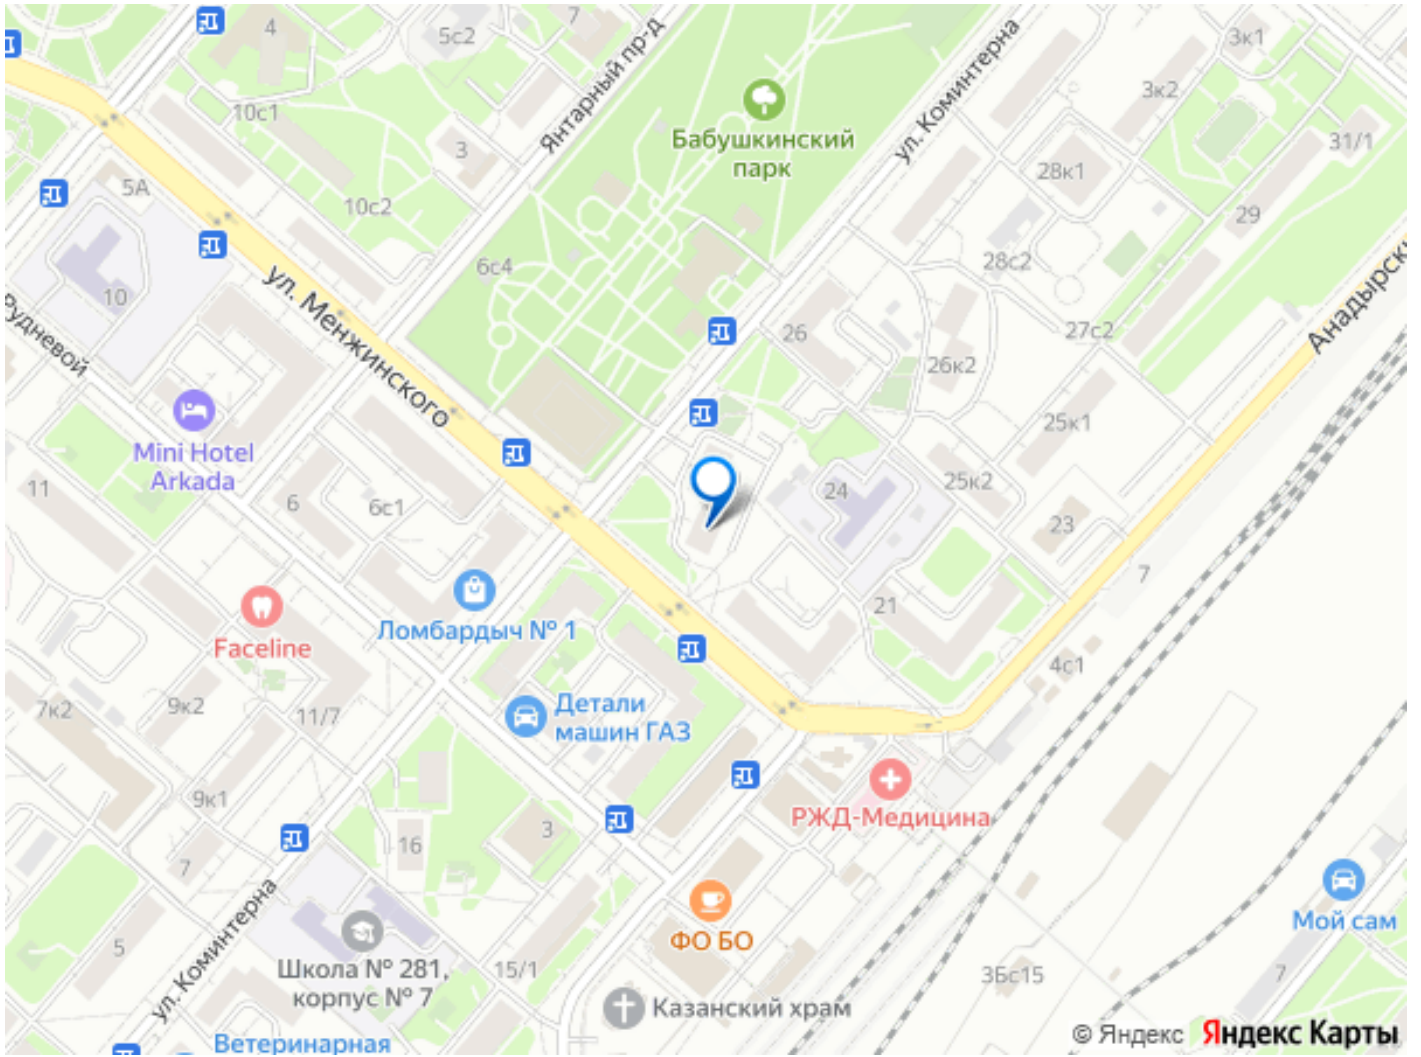 4
7
5с2
Янтарный пр-д
ул. Коминтерна
3к1
3к2
10с1
3
Бабушкинский
парк
31/1
28к1
5А
10с2
29
28с2
6с4
10
ул. Менжинского
Рудневой
26
27с2
Анадырски
26к2
25к1
Mini Hotel
Arkada
11
6
6с1
24
25к2
23
7
21
Faceline
Ломбардыч № 1
4с1
7к2
9к2
11/7
Детали
машин ГАЗ
9к1
РЖД-Медицина
16
3
7
ул. Коминтерна
5
ФО БО
Мой сам
Школа № 281,
корпус № 7
15/1
3Бс15
7
Казанский храм
Ветеринарная
© Яндекс Яндекс Карты